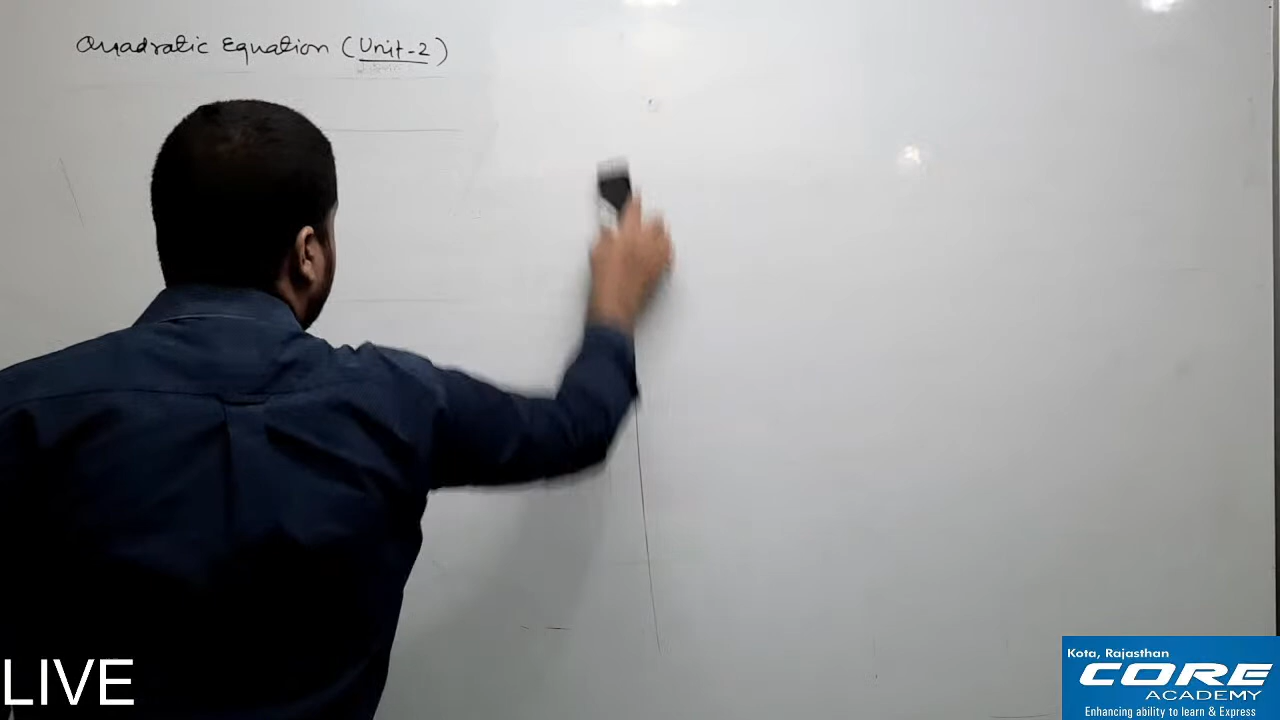 Quadratic Equation (Unit-2)
LIVE
Kota, Rajasthan
CORE
ACADEMY
Enhancing ability to learn & Express